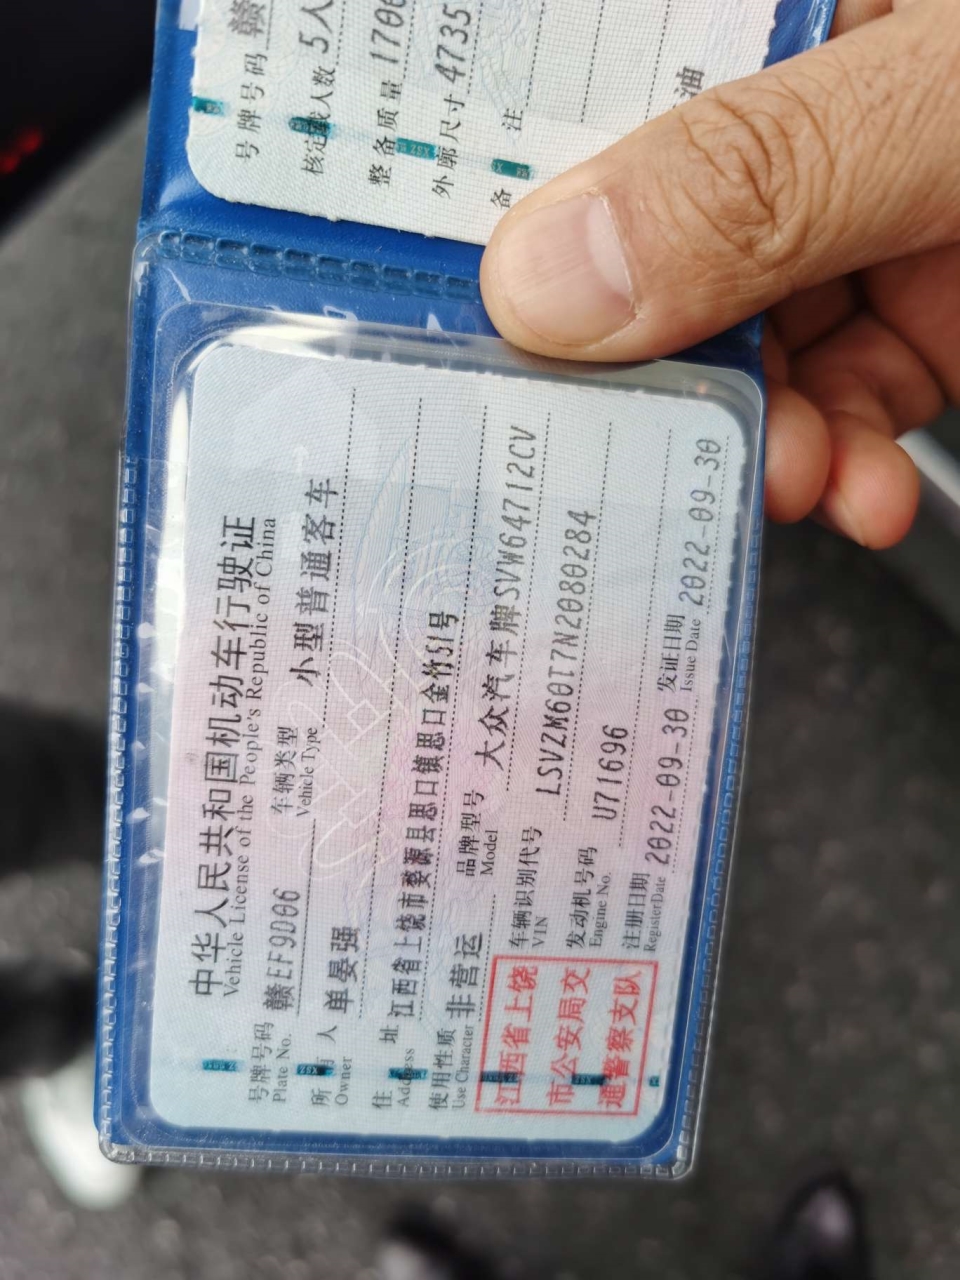 中华人民共和国机动车行驶证
Vehicle License of the People's Republic of China
号牌号码 赣EF9D06 车辆类型 小型普通客车
Plate No. Vehicle Type
所有人 单晏强
Owner
住址 江西省上饶市婺源县思口镇思口金竹51号
Address
使用性质 非营运 品牌型号 大众汽车牌SVW64712CV
Use Character Model
车辆识别代号 LSVZM60T7N2080284
VIN
发动机号码 U71696
Engine No.
注册日期 2022-09-30 发证日期 2022-09-30
RegisterDate Issue Date
江西省上饶
市公安局交
通警察支队
号牌号码 赣
核定载人数 5人
整备质量 170
外廓尺寸 4735
备注
油